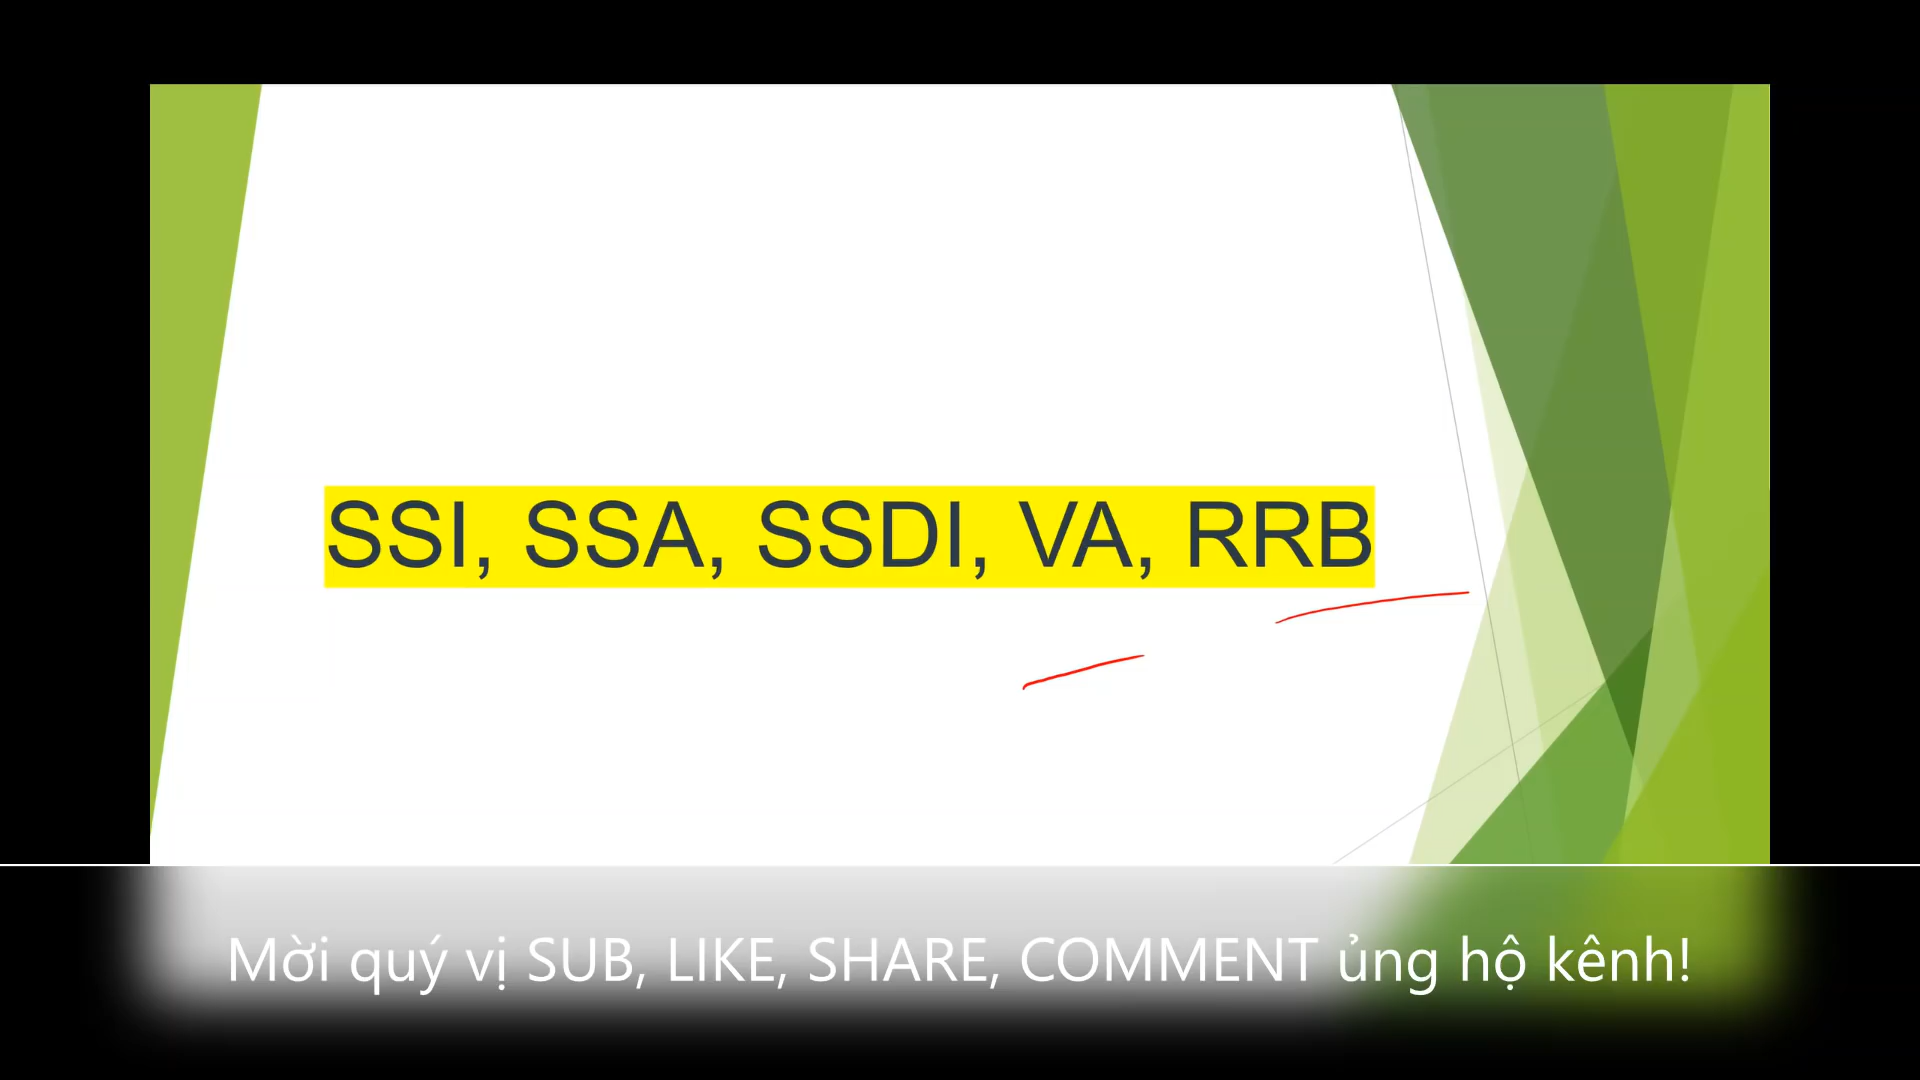 SSI, SSA, SSDI, VA, RRB
Mời quý vị SUB, LIKE, SHARE, COMMENT ủng hộ kênh!